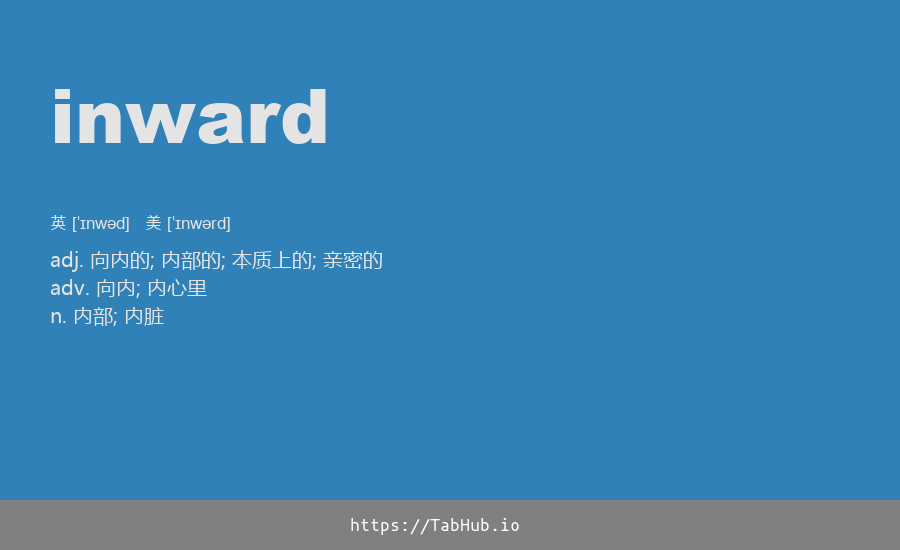 inward
英 [ˈɪnwəd] 美 [ˈɪnwərd]
adj. 向内的; 内部的; 本质上的; 亲密的
adv. 向内; 内心里
n. 内部; 内脏
https://TabHub.io